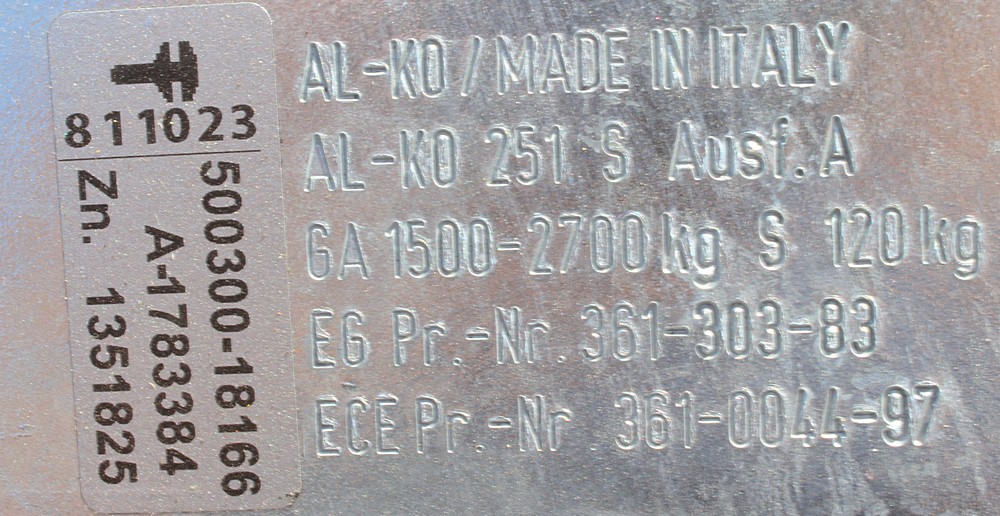 811023
500300-18166
A-1783384
Zn. 1351825
AL-KO / MADE IN ITALY
AL-KO 251 S Ausf. A
GA 1500-2700 kg S 120 kg
EG Pr.-Nr. 361-303-83
ECE Pr.-Nr 361-0044-97